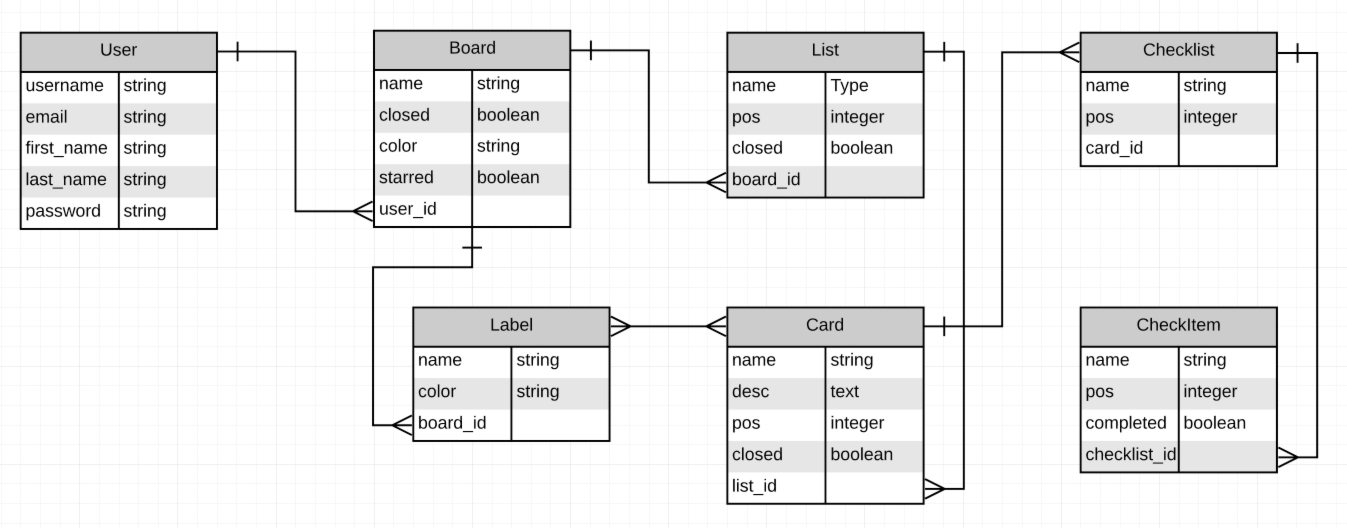 User
username string
email string
first_name string
last_name string
password string
Board
name string
closed boolean
color string
starred boolean
user_id
List
name Type
pos integer
closed boolean
board_id
Checklist
name string
pos integer
card_id
Label
name string
color string
board_id
Card
name string
desc text
pos integer
closed boolean
list_id
CheckItem
name string
pos integer
completed boolean
checklist_id